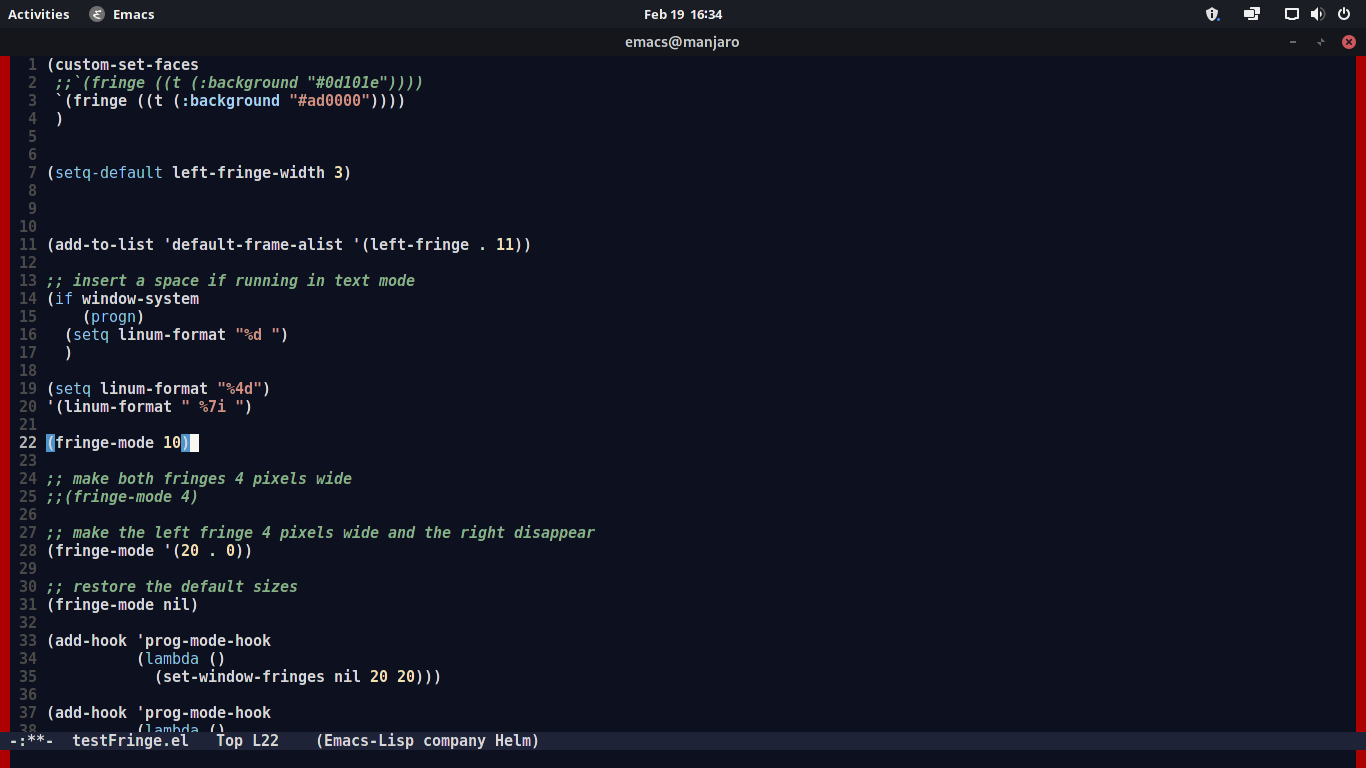 Activities Emacs Feb 19 16:34
emacs@manjaro
1 (custom-set-faces
2  ;;`(fringe ((t (:background "#0d101e"))))
3  `(fringe ((t (:background "#ad0000"))))
4  )
5
6
7 (setq-default left-fringe-width 3)
8
9
10
11 (add-to-list 'default-frame-alist '(left-fringe . 11))
12
13 ;; insert a space if running in text mode
14 (if window-system
15     (progn)
16   (setq linum-format "%d ")
17   )
18
19 (setq linum-format "%4d")
20 '(linum-format " %7i ")
21
22 (fringe-mode 10)
23
24 ;; make both fringes 4 pixels wide
25 ;;(fringe-mode 4)
26
27 ;; make the left fringe 4 pixels wide and the right disappear
28 (fringe-mode '(20 . 0))
29
30 ;; restore the default sizes
31 (fringe-mode nil)
32
33 (add-hook 'prog-mode-hook
34           (lambda ()
35             (set-window-fringes nil 20 20)))
36
37 (add-hook 'prog-mode-hook
38           (lambda ()
-:**-  testFringe.el   Top L22    (Emacs-Lisp company Helm)